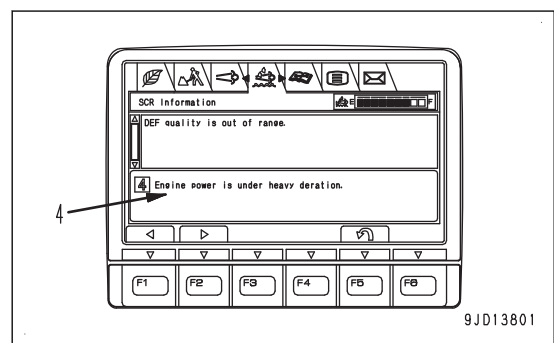 SCR Information
E F
DEF quality is out of range.
4 Engine power is under heavy deration.
4
F1 F2 F3 F4 F5 F6
9JD13801